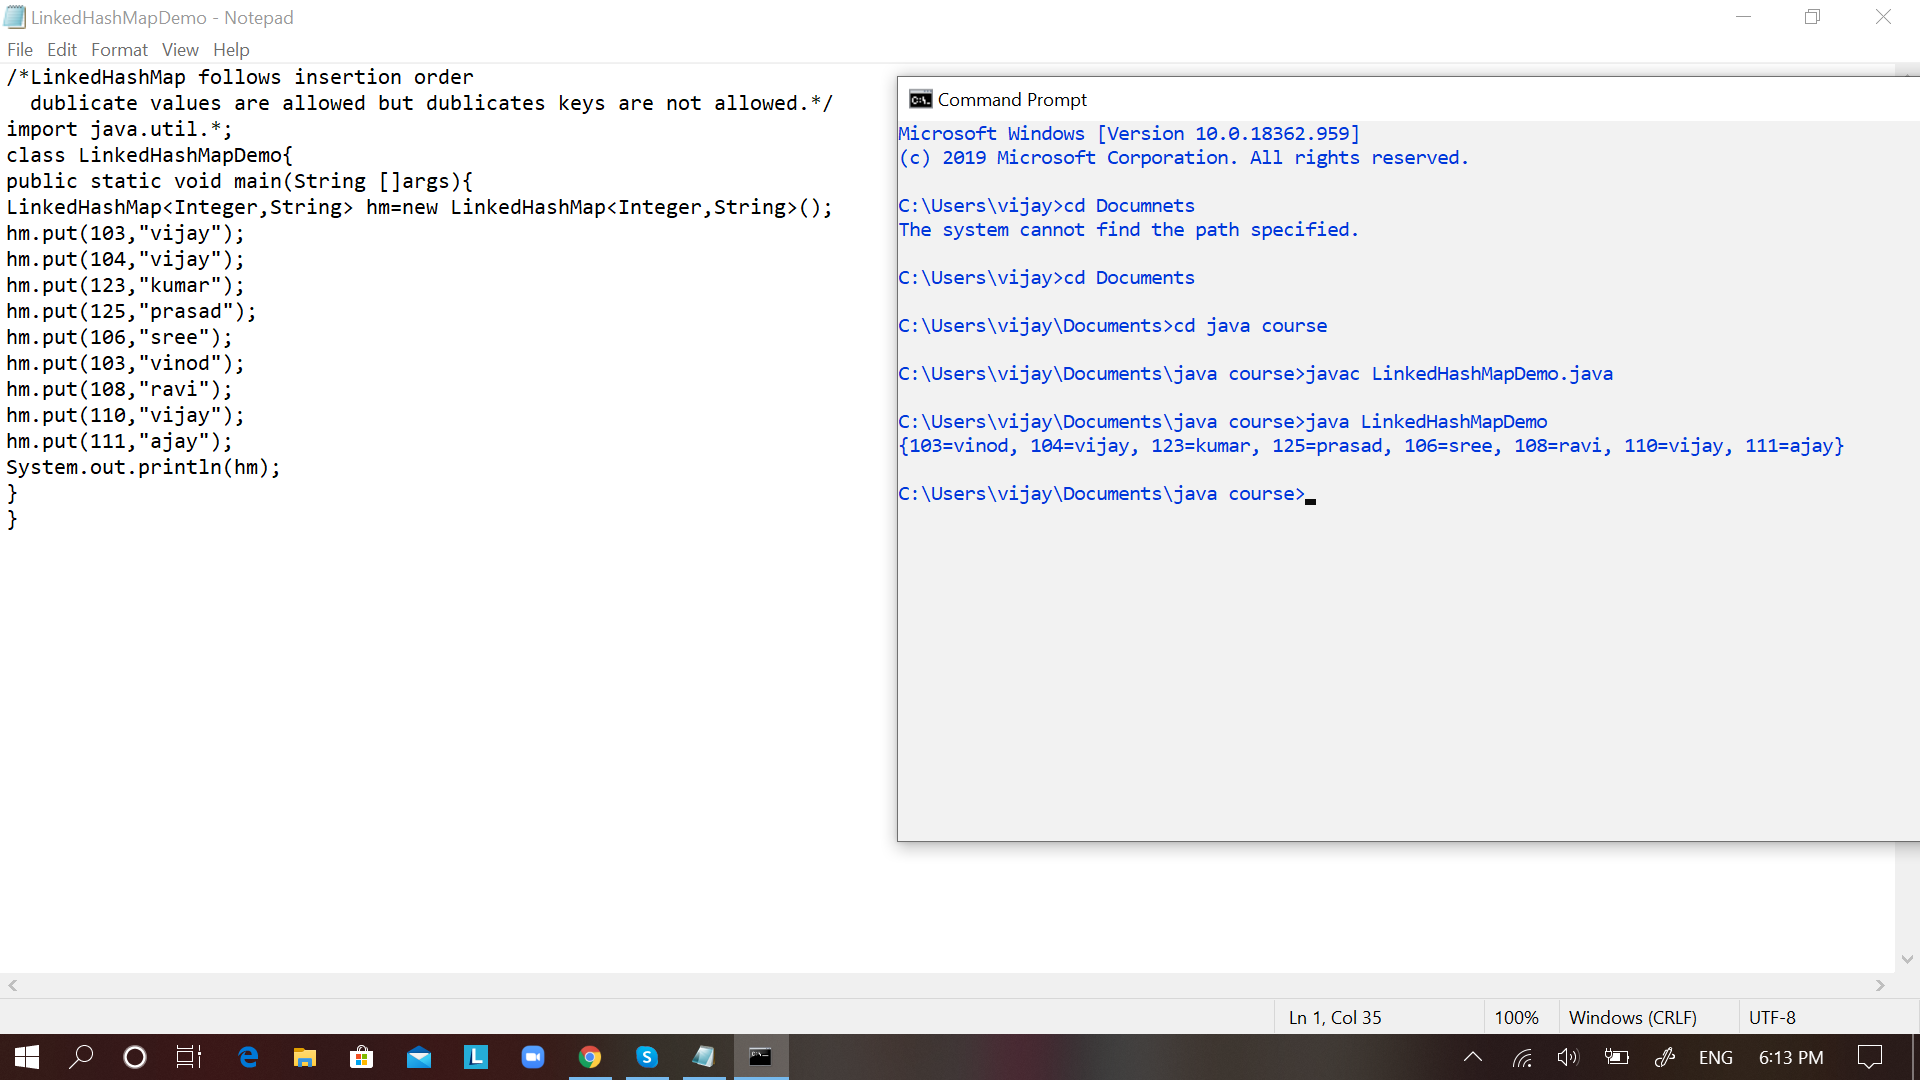 LinkedHashMapDemo - Notepad
File Edit Format View Help
/*LinkedHashMap follows insertion order
dublicate values are allowed but dublicates keys are not allowed.*/
import java.util.*;
class LinkedHashMapDemo{
public static void main(String []args){
LinkedHashMap<Integer,String> hm=new LinkedHashMap<Integer,String>();
hm.put(103,"vijay");
hm.put(104,"vijay");
hm.put(123,"kumar");
hm.put(125,"prasad");
hm.put(106,"sree");
hm.put(103,"vinod");
hm.put(108,"ravi");
hm.put(110,"vijay");
hm.put(111,"ajay");
System.out.println(hm);
}
}
Command Prompt
Microsoft Windows [Version 10.0.18362.959]
(c) 2019 Microsoft Corporation. All rights reserved.
C:\Users\vijay>cd Documnets
The system cannot find the path specified.
C:\Users\vijay>cd Documents
C:\Users\vijay\Documents>cd java course
C:\Users\vijay\Documents\java course>javac LinkedHashMapDemo.java
C:\Users\vijay\Documents\java course>java LinkedHashMapDemo
{103=vinod, 104=vijay, 123=kumar, 125=prasad, 106=sree, 108=ravi, 110=vijay, 111=ajay}
C:\Users\vijay\Documents\java course>
Ln 1, Col 35 100% Windows (CRLF) UTF-8
L S ENG 6:13 PM